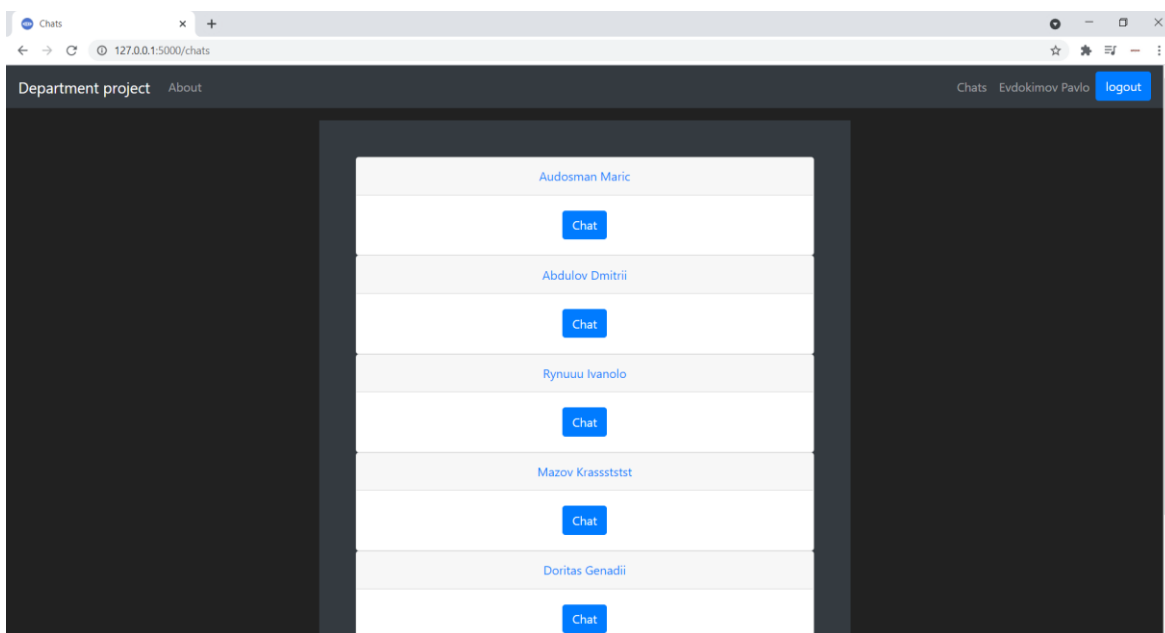 Chats
127.0.0.1:5000/chats
Department project About Chats Evdokimov Pavlo logout
Audosman Maric
Chat
Abdulov Dmitrii
Chat
Rynuuu Ivanolo
Chat
Mazov Krasssststst
Chat
Doritas Genadii
Chat